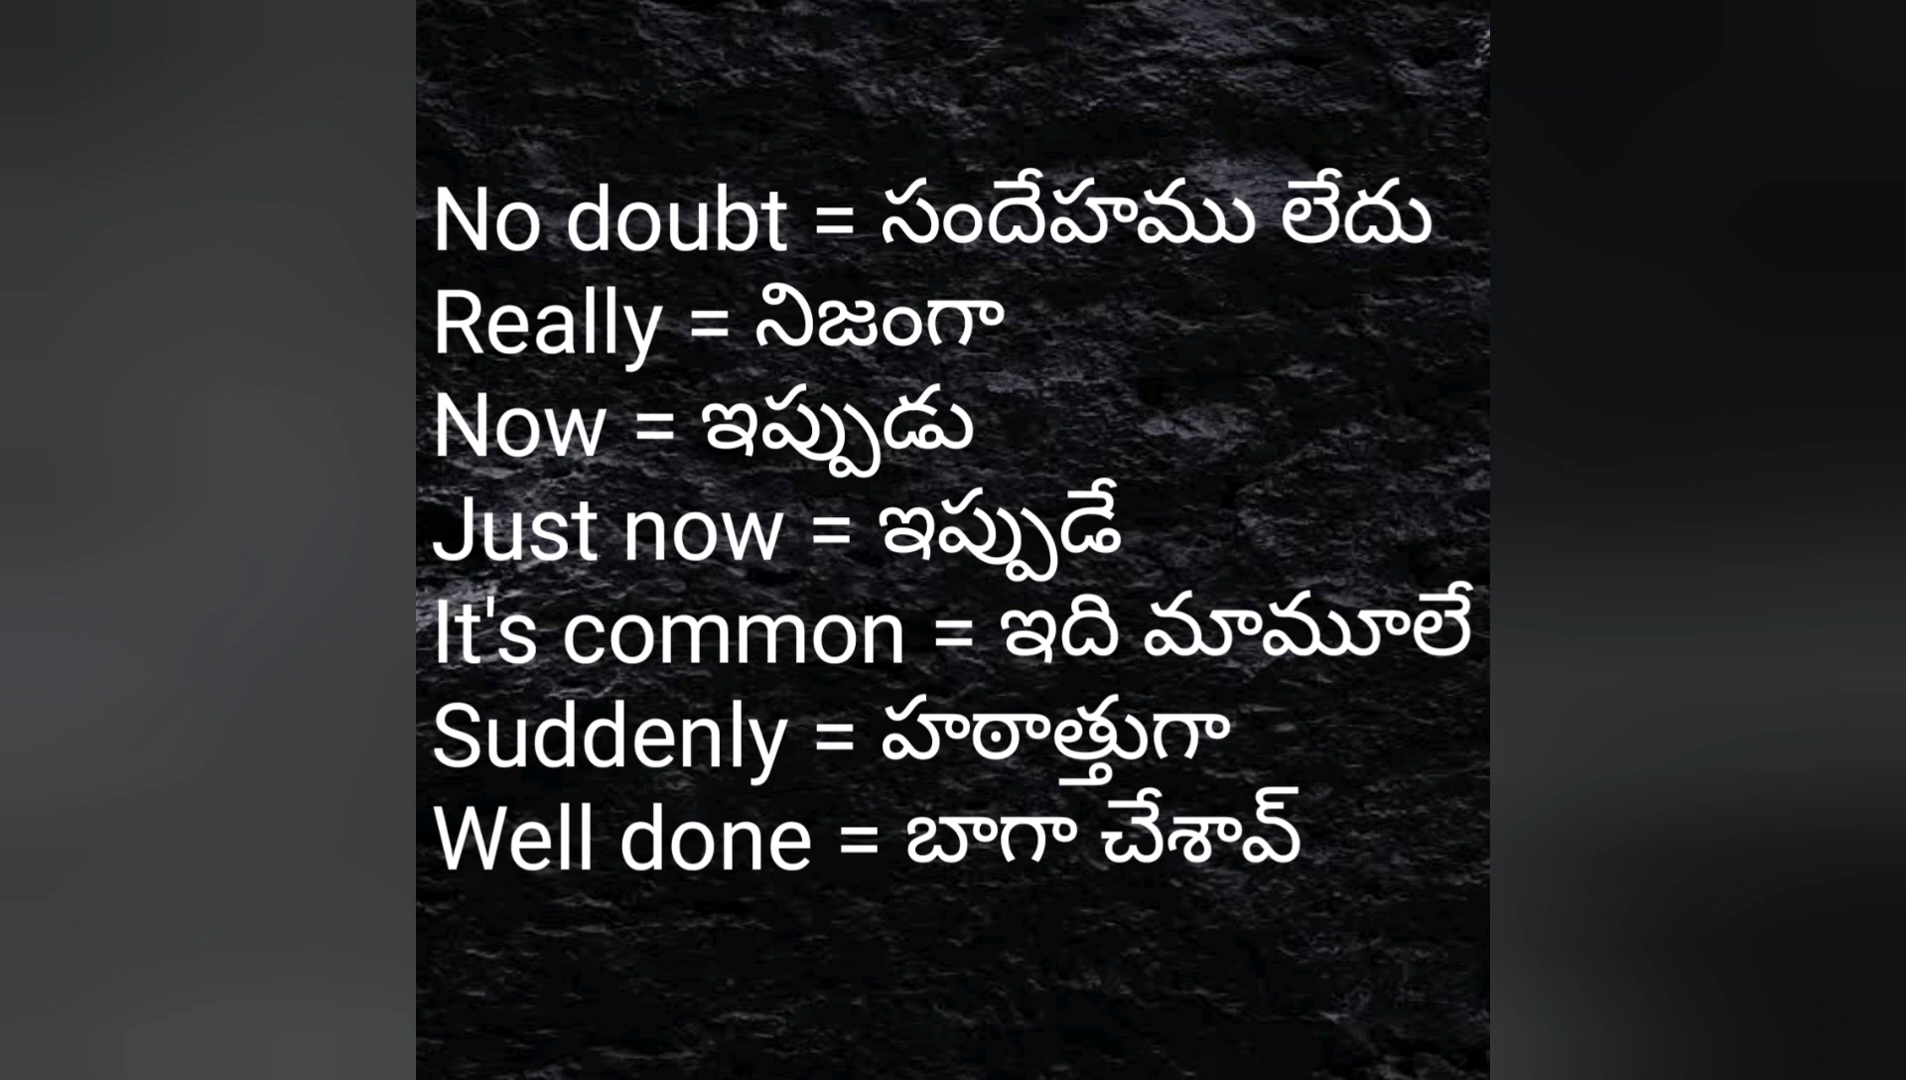 No doubt = సందేహము లేదు
Really = నిజంగా
Now = ఇప్పుడు
Just now = ఇప్పుడే
It's common = ఇది మామూలే
Suddenly = హఠాత్తుగా
Well done = బాగా చేశావ్